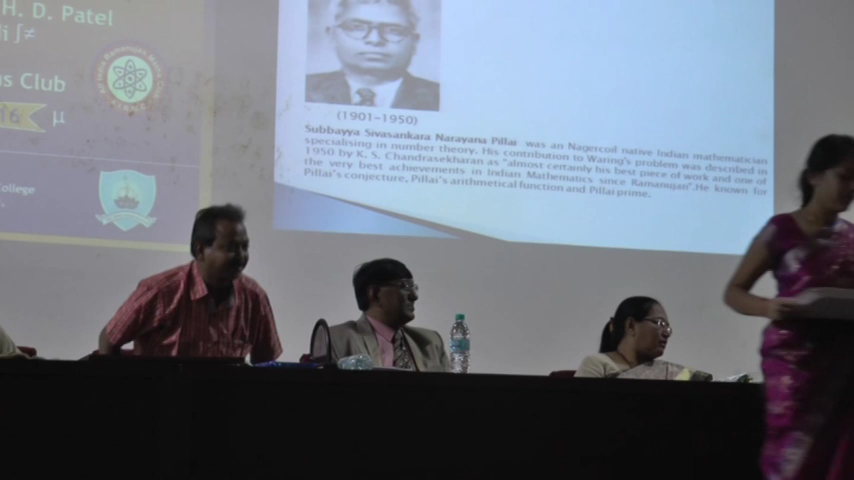 H. D. Patel
∫≠
s Club
16
μ
College
(1901-1950)
Subbayya Sivasankara Narayana Pillai was an Nagercoil native Indian mathematician
specialising in number theory. His contribution to Waring's problem was described in
1950 by K. S. Chandrasekharan as "almost certainly his best piece of work and one of
the very best achievements in Indian Mathematics since Ramanujan".He known for
Pillai's conjecture, Pillai's arithmetical function and Pillai prime.